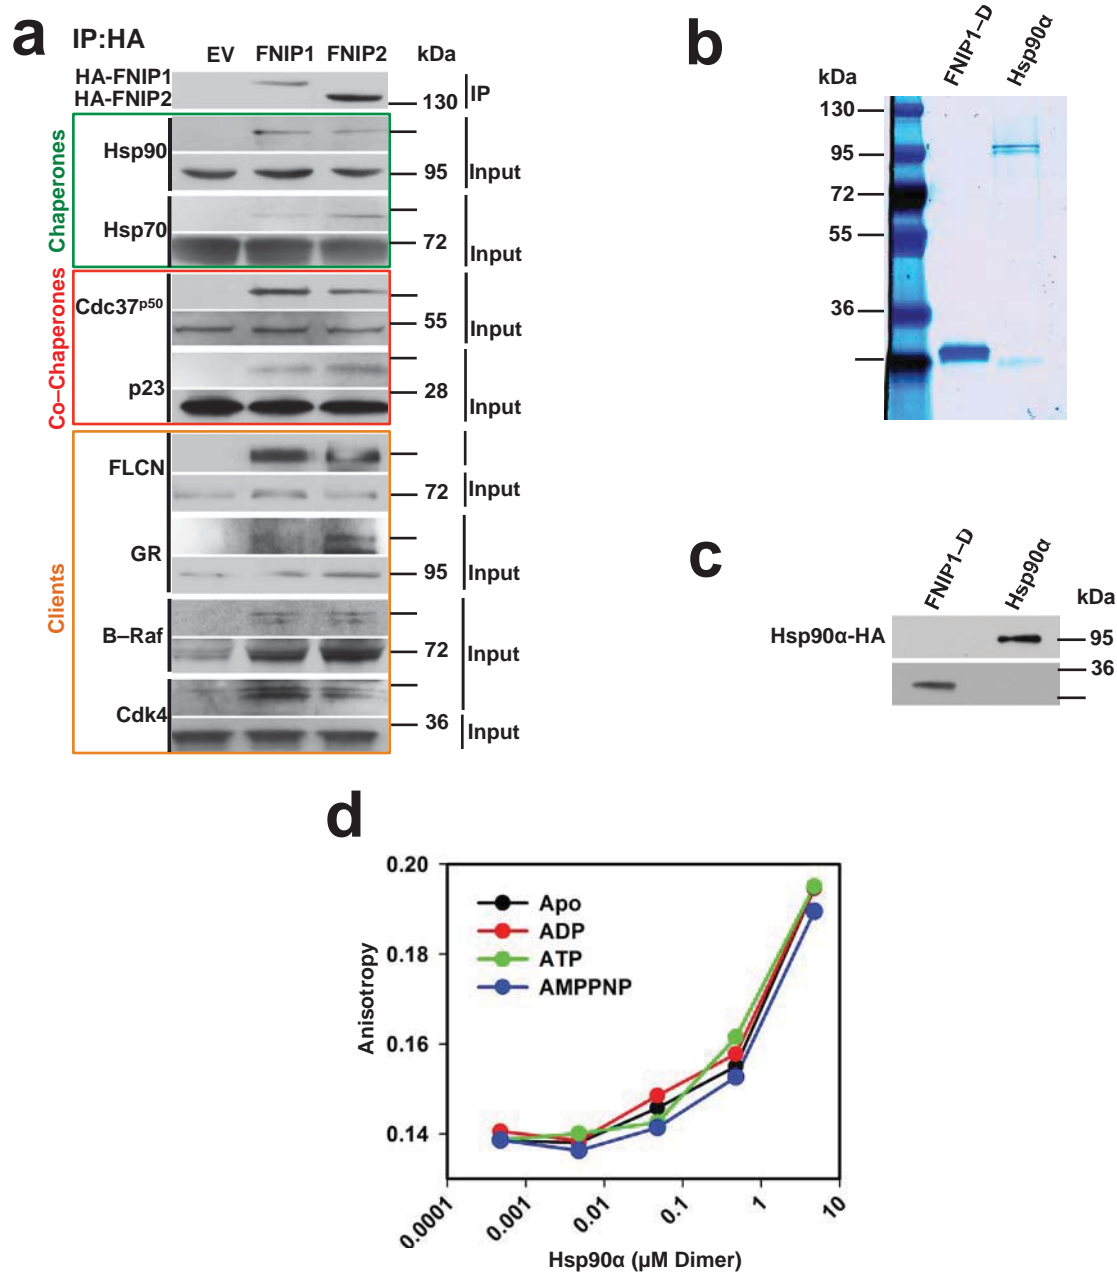 a
IP:HA
EV FNIP1 FNIP2 kDa
HA-FNIP1
HA-FNIP2
130
IP
Chaperones
Hsp90
95
Input
Hsp70
72
Input
Co–Chaperones
Cdc37p50
55
Input
p23
28
Input
Clients
FLCN
72
Input
GR
95
Input
B–Raf
72
Input
Cdk4
36
Input
b
kDa
FNIP1–D
Hsp90α
130
95
72
55
36
c
FNIP1–D
Hsp90α
kDa
Hsp90α-HA
95
36
d
Anisotropy
0.20
0.18
0.16
0.14
Apo
ADP
ATP
AMPPNP
0.0001
0.001
0.01
0.1
1
10
Hsp90α (µM Dimer)